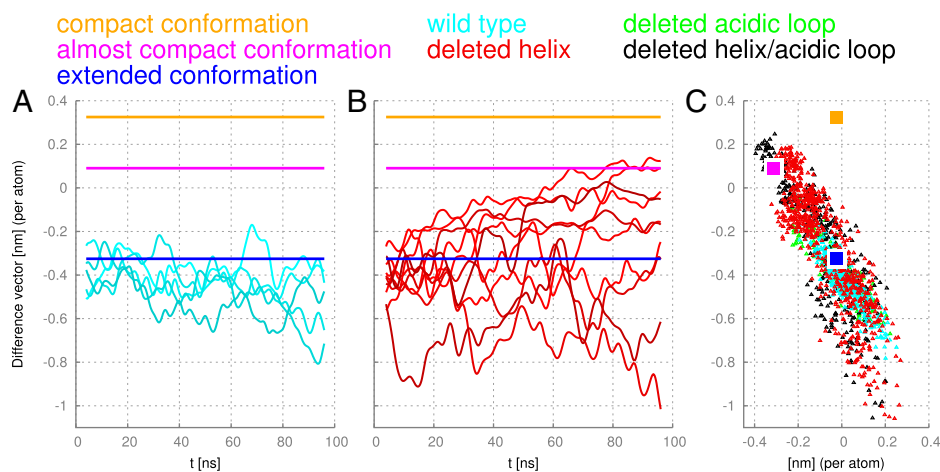 compact conformation wild type deleted acidic loop
almost compact conformation deleted helix deleted helix/acidic loop
extended conformation
A B C
Difference vector [nm] (per atom)
0.4
0.2
0
-0.2
-0.4
-0.6
-0.8
-1
0 20 40 60 80 100
t [ns]
0 20 40 60 80 100
t [ns]
0.4
0.2
0
-0.2
-0.4
-0.6
-0.8
-1
-0.4 -0.2 0 0.2 0.4
[nm] (per atom)